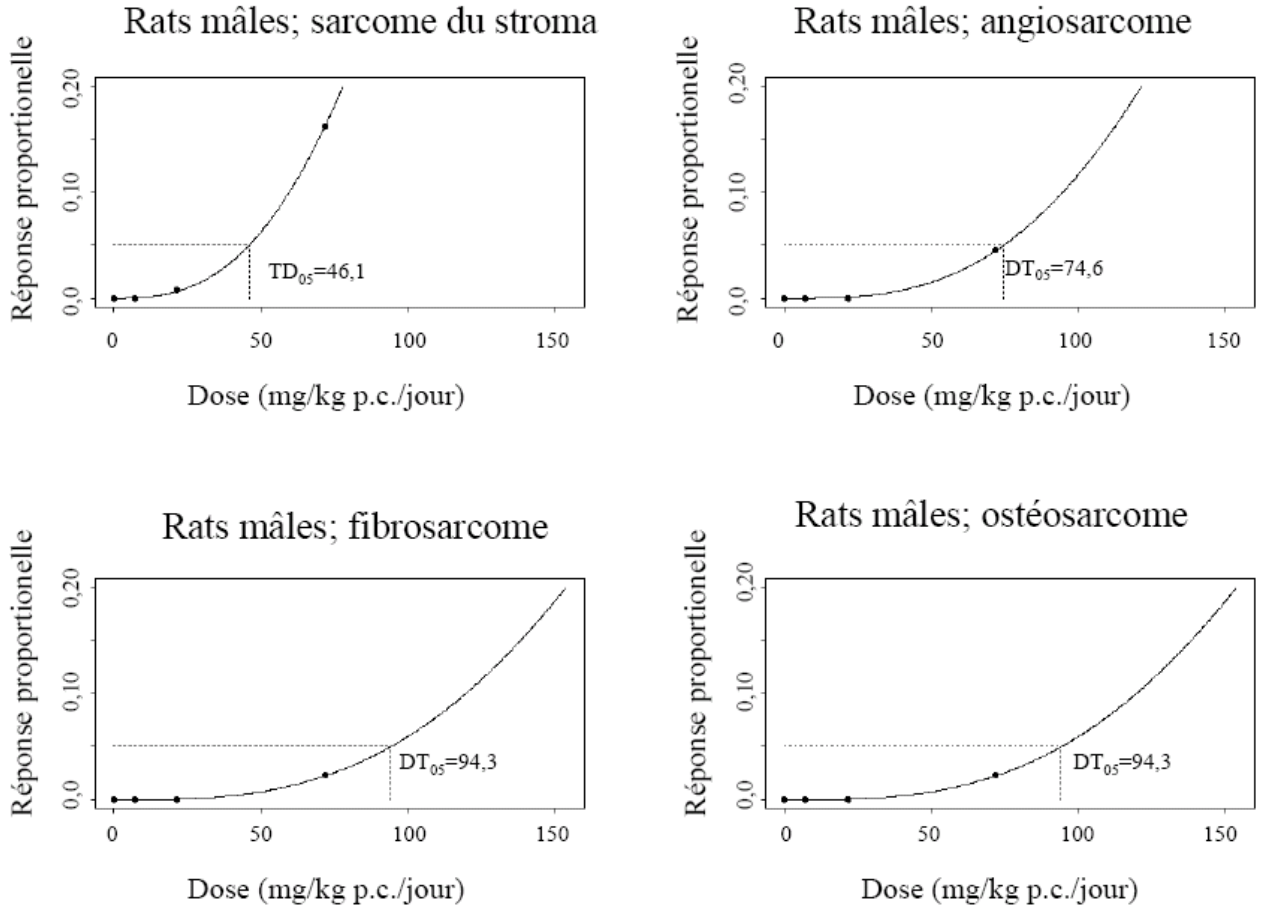 Rats mâles; sarcome du stroma
Réponse proportionelle
0,20
0,10
0,0
TD05=46,1
0 50 100 150
Dose (mg/kg p.c./jour)
Rats mâles; angiosarcome
Réponse proportionelle
0,20
0,10
0,0
DT05=74,6
0 50 100 150
Dose (mg/kg p.c./jour)
Rats mâles; fibrosarcome
Réponse proportionelle
0,20
0,10
0,0
DT05=94,3
0 50 100 150
Dose (mg/kg p.c./jour)
Rats mâles; ostéosarcome
Réponse proportionelle
0,20
0,10
0,0
DT05=94,3
0 50 100 150
Dose (mg/kg p.c./jour)